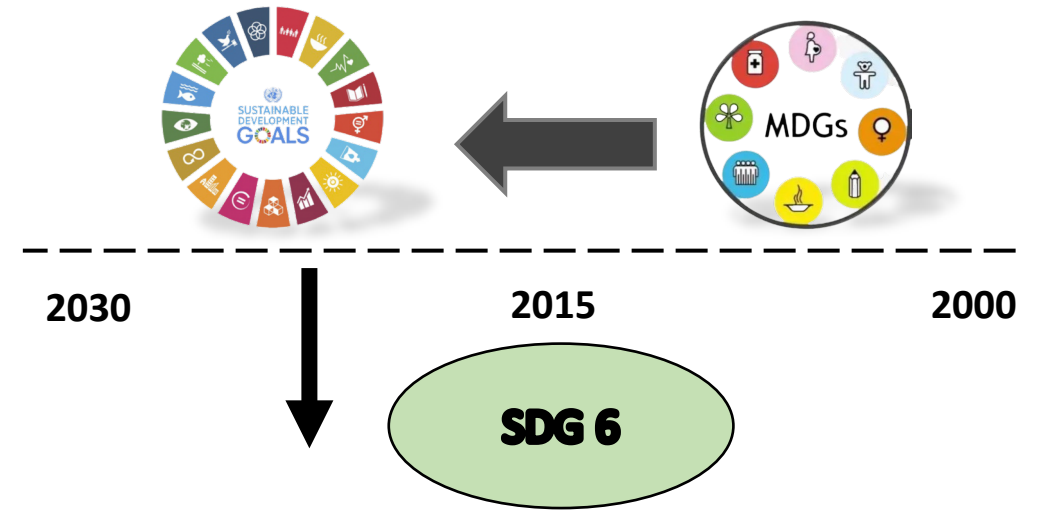 SUSTAINABLE
DEVELOPMENT
GOALS
MDGs
2030
2015
2000
SDG 6